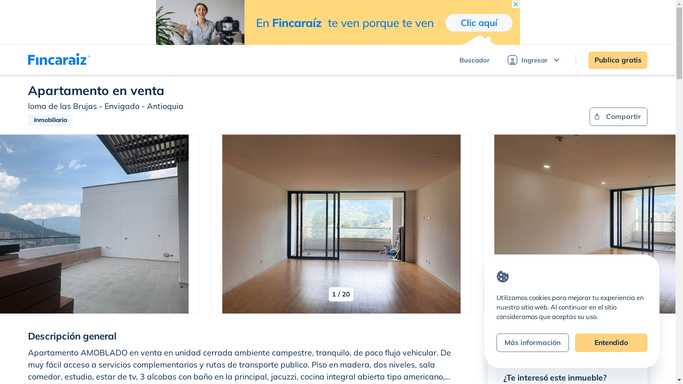 En Fincaraíz te ven porque te ven
Clic aquí
Fincaraíz
Buscador
Ingresar
Publica gratis
Apartamento en venta
loma de las Brujas - Envigado - Antioquia
Inmobiliaria
Compartir
1 / 20
Utilizamos cookies para mejorar tu experiencia en
nuestro sitio web. Al continuar en el sitio
consideramos que aceptas su uso.
Más información
Entendido
Descripción general
Apartamento AMOBLADO en venta en unidad cerrada ambiente campestre, tranquilo, de poco flujo vehicular. De
muy fácil acceso a servicios complementarios y rutas de transporte publico. Piso en madera, dos niveles, sala
comedor, estudio, estar de tv, 3 alcobas con baño en la principal, jacuzzi, cocina integral abierta tipo americano,...
¿Te interesó este inmueble?